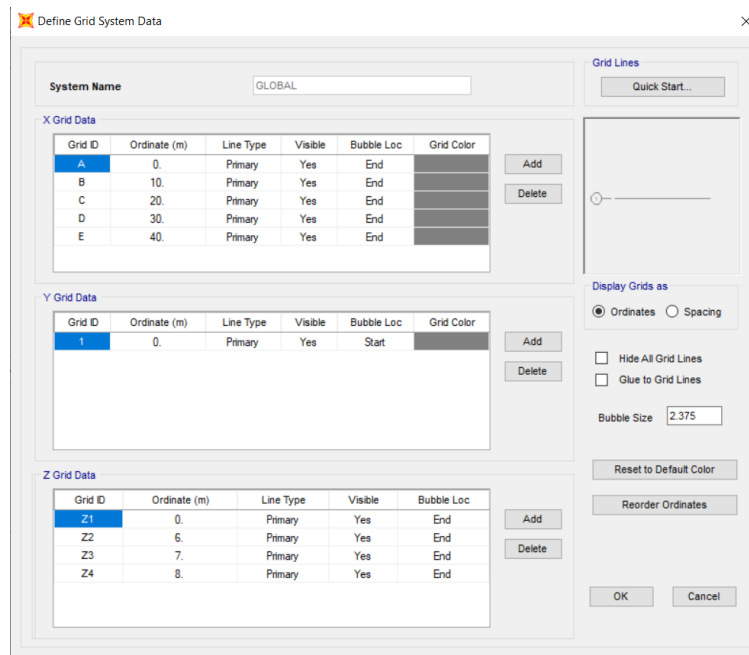 Define Grid System Data
System Name GLOBAL
Grid Lines
Quick Start...
X Grid Data
Grid ID Ordinate (m) Line Type Visible Bubble Loc Grid Color
A 0. Primary Yes End
B 10. Primary Yes End
C 20. Primary Yes End
D 30. Primary Yes End
E 40. Primary Yes End
Add
Delete
Y Grid Data
Grid ID Ordinate (m) Line Type Visible Bubble Loc Grid Color
1 0. Primary Yes Start
Add
Delete
Display Grids as
Ordinates Spacing
Hide All Grid Lines
Glue to Grid Lines
Bubble Size 2.375
Z Grid Data
Grid ID Ordinate (m) Line Type Visible Bubble Loc
Z1 0. Primary Yes End
Z2 6. Primary Yes End
Z3 7. Primary Yes End
Z4 8. Primary Yes End
Add
Delete
Reset to Default Color
Reorder Ordinates
OK Cancel